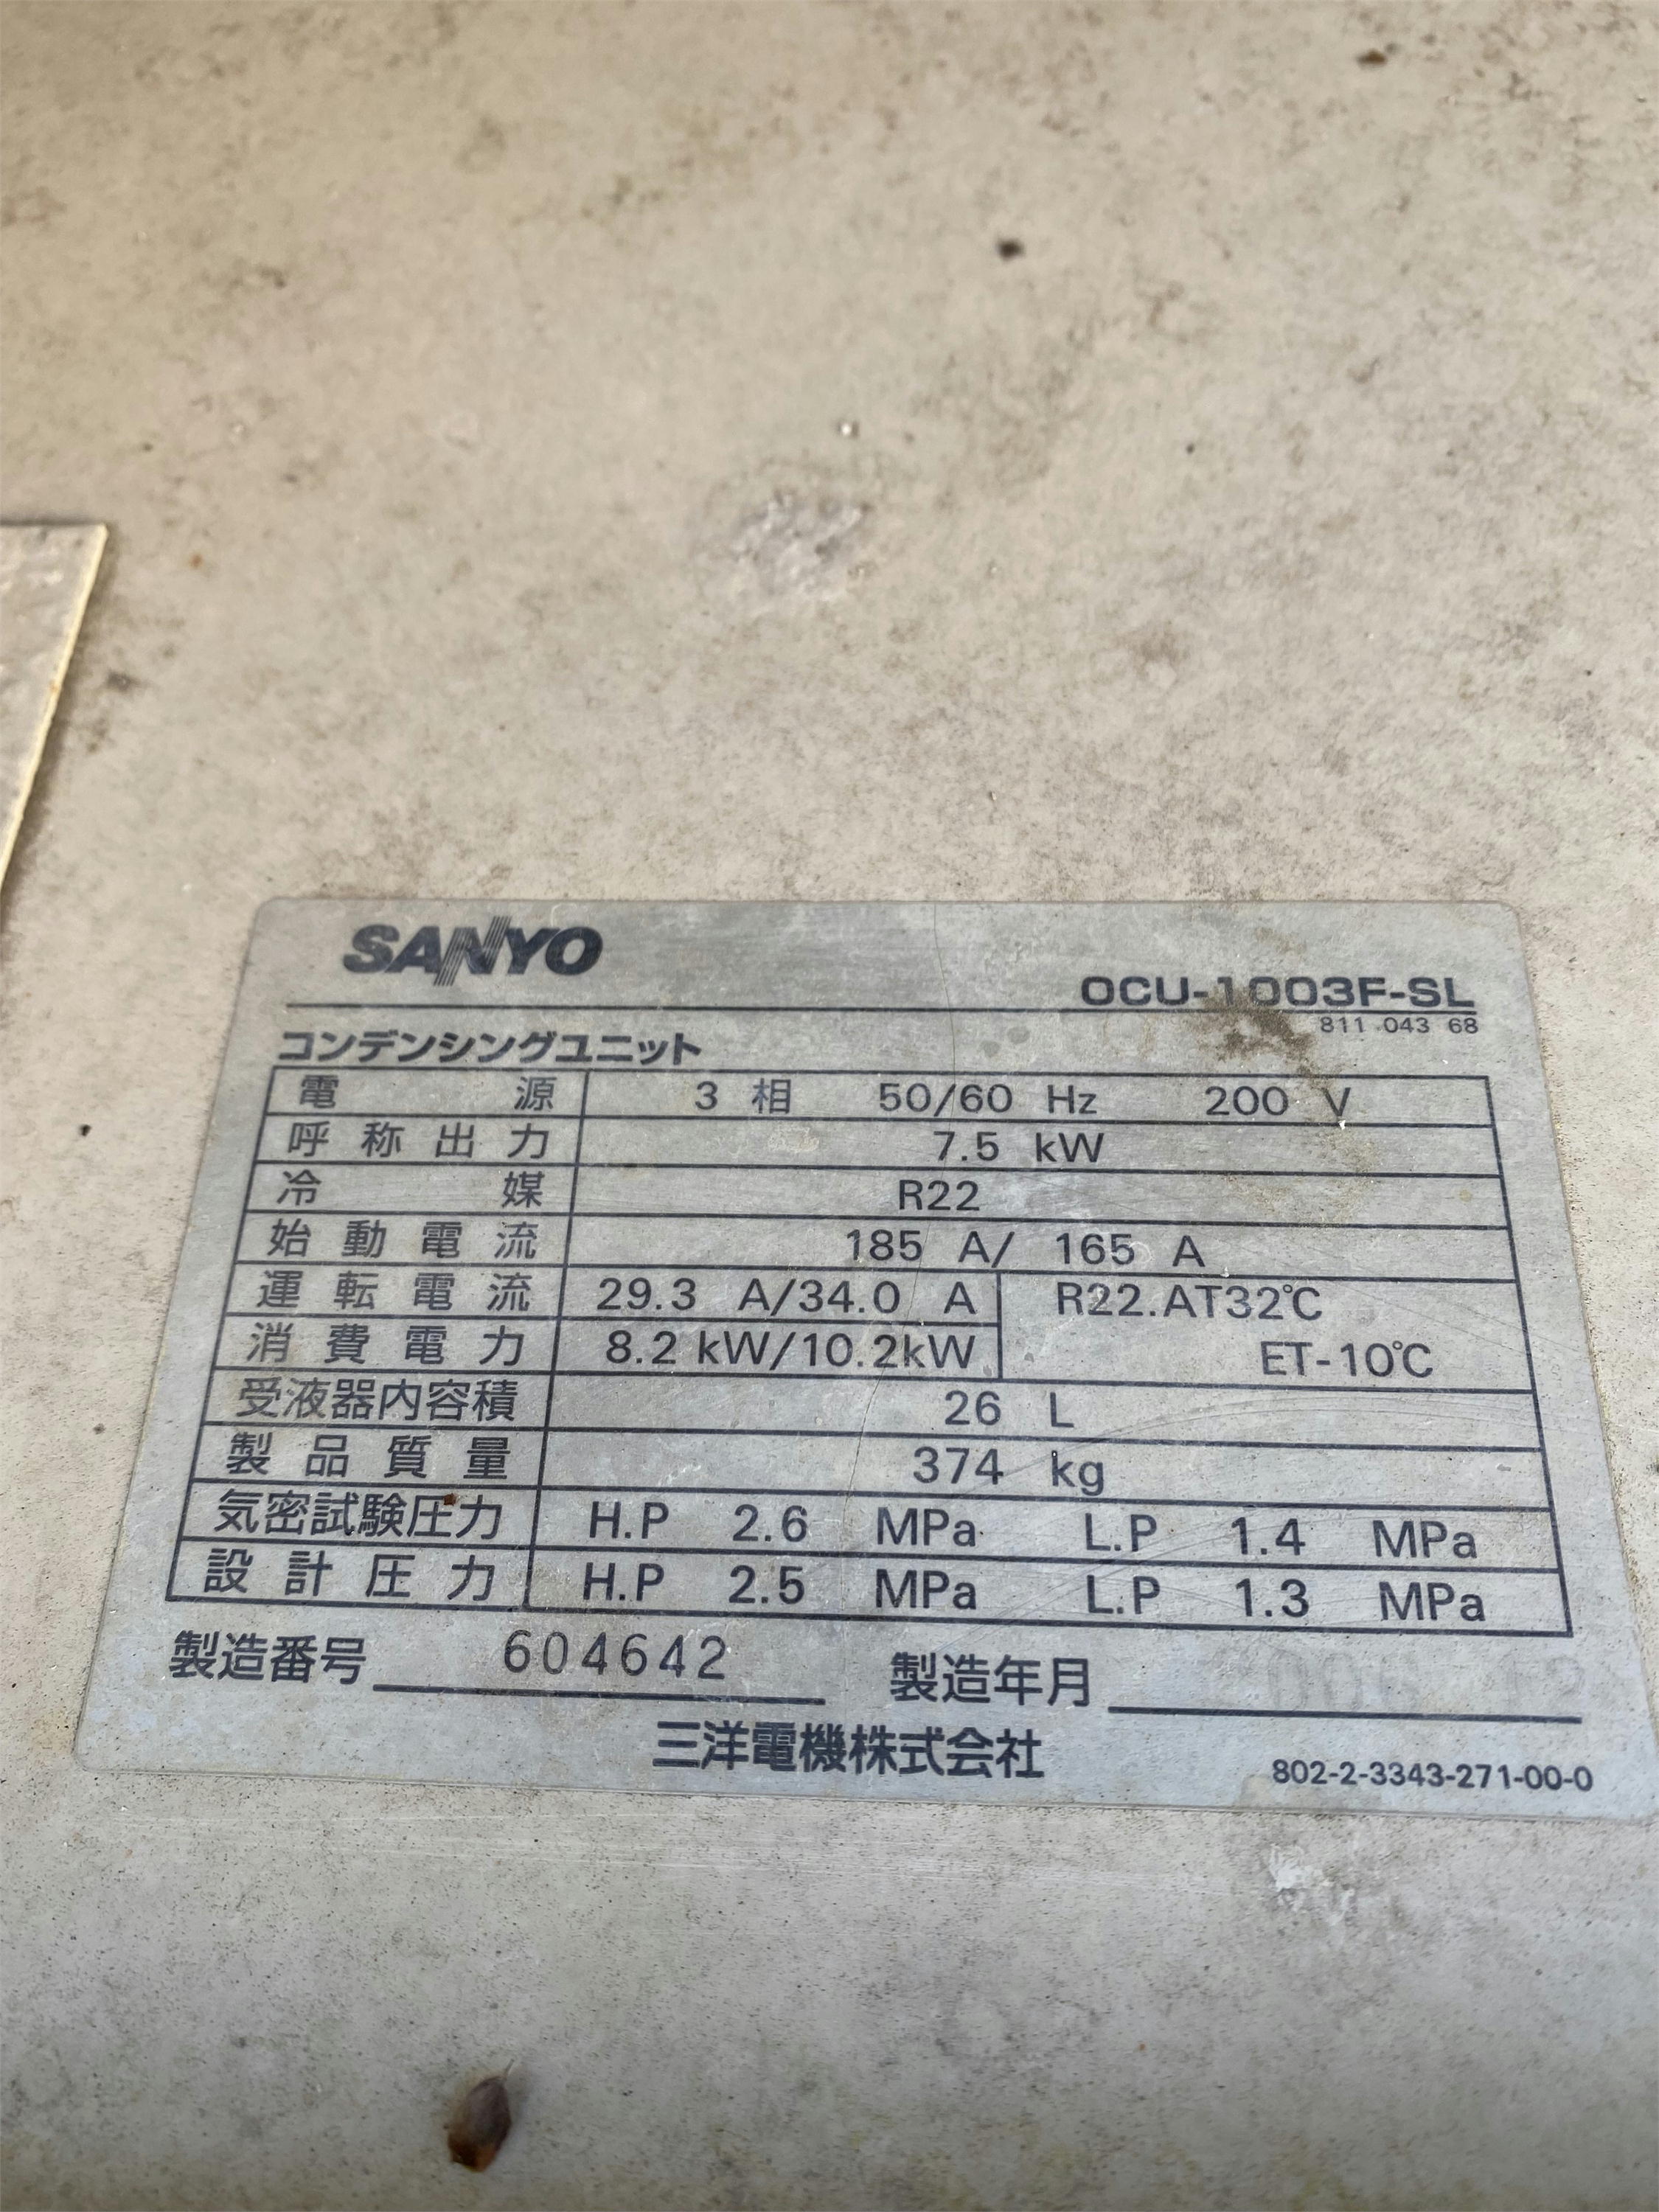 SANYO
OCU-1003F-SL
811 043 68
コンデンシングユニット
電源 3相 50/60 Hz 200 V
呼称出力 7.5 kW
冷媒 R22
始動電流 185 A/ 165 A
運転電流 29.3 A/34.0 A R22.AT32℃
消費電力 8.2 kW/10.2kW ET-10℃
受液器内容積 26 L
製品質量 374 kg
気密試験圧力 H.P 2.6 MPa L.P 1.4 MPa
設計圧力 H.P 2.5 MPa L.P 1.3 MPa
製造番号 604642 製造年月
三洋電機株式会社 802-2-3343-271-00-0